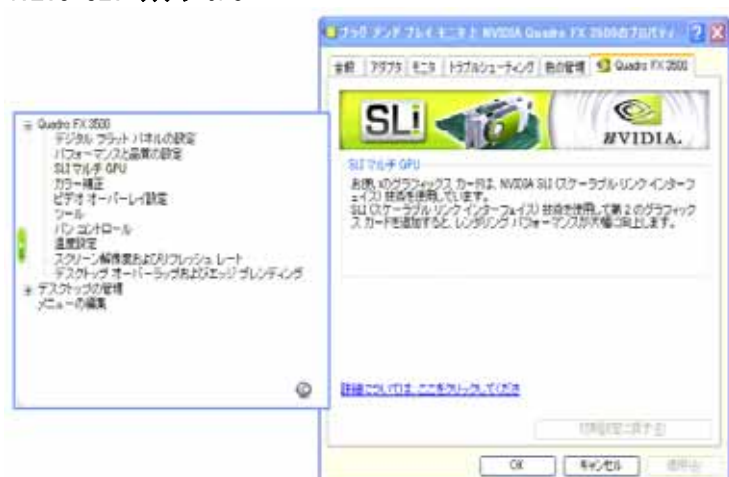 Quadro FX 3500
デジタル フラット パネルの設定
パフォーマンスと品質の設定
SLI マルチ GPU
カラー補正
ビデオ オーバーレイ設定
ツール
パン コントロール
温度設定
スクリーン解像度およびリフレッシュ レート
デスクトップ オーバーラップおよびエッジ ブレンディング
デスクトップの管理
メニューの編集
プラグ アンド プレイ モニタ と NVIDIA Quadro FX 3500のプロパティ
全般 アダプタ モニタ トラブルシューティング 色の管理 Quadro FX 3500
SLI
NVIDIA.
SLI マルチ GPU
お使いのグラフィックス カードは、NVIDIA SLI (スケーラブル リンク インターフ
ェイス) 技術を使用しています。
SLI (スケーラブル リンク インターフェイス) 技術を使用して第 2 のグラフィック
ス カードを追加すると、レンダリング パフォーマンスが大幅に向上します。
詳細については、ここをクリックしてくださ
OK キャンセル